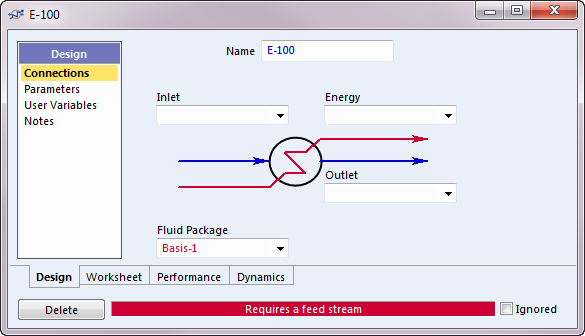 E-100
Design
Name E-100
Connections
Parameters
User Variables
Notes
Inlet Energy
Outlet
Fluid Package
Basis-1
Design Worksheet Performance Dynamics
Delete Requires a feed stream Ignored